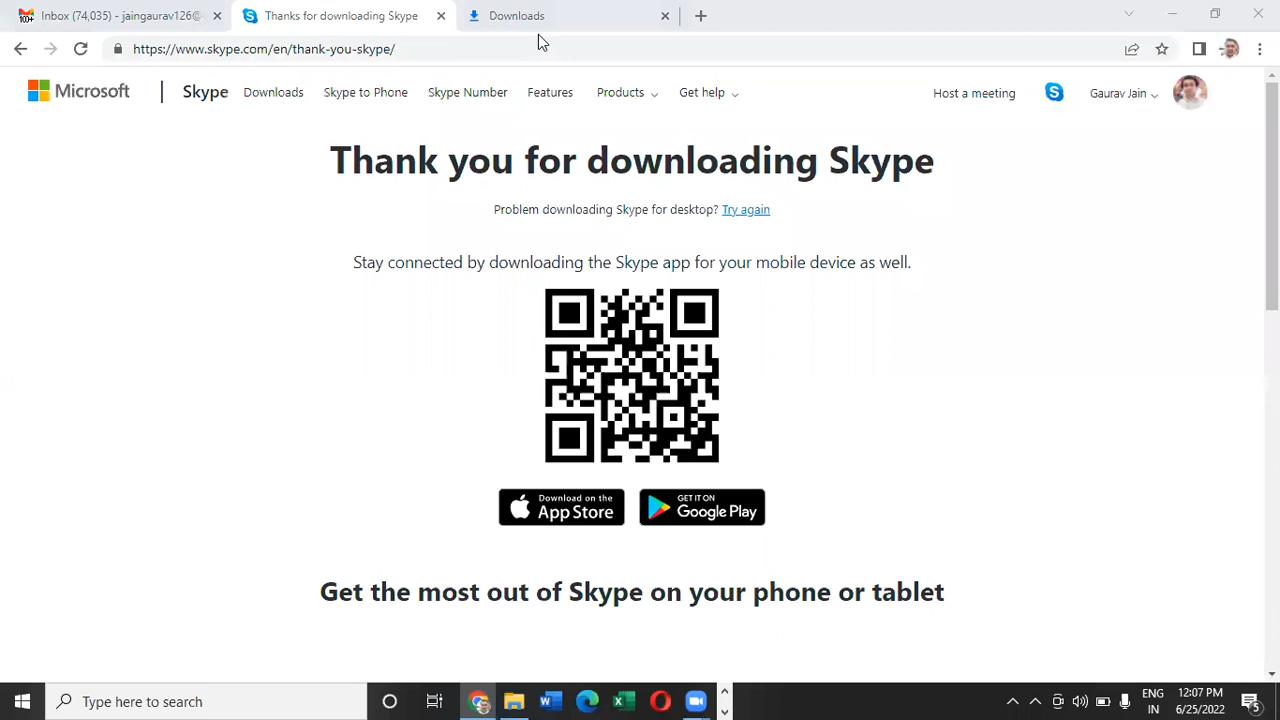 100+
Inbox (74,035) - jaingaurav126@
Thanks for downloading Skype
Downloads
https://www.skype.com/en/thank-you-skype/
Microsoft
Skype
Downloads
Skype to Phone
Skype Number
Features
Products
Get help
Host a meeting
Gaurav Jain
Thank you for downloading Skype
Problem downloading Skype for desktop? Try again
Stay connected by downloading the Skype app for your mobile device as well.
Download on the
App Store
GET IT ON
Google Play
Get the most out of Skype on your phone or tablet
Type here to search
ENG
IN
12:07 PM
6/25/2022
5